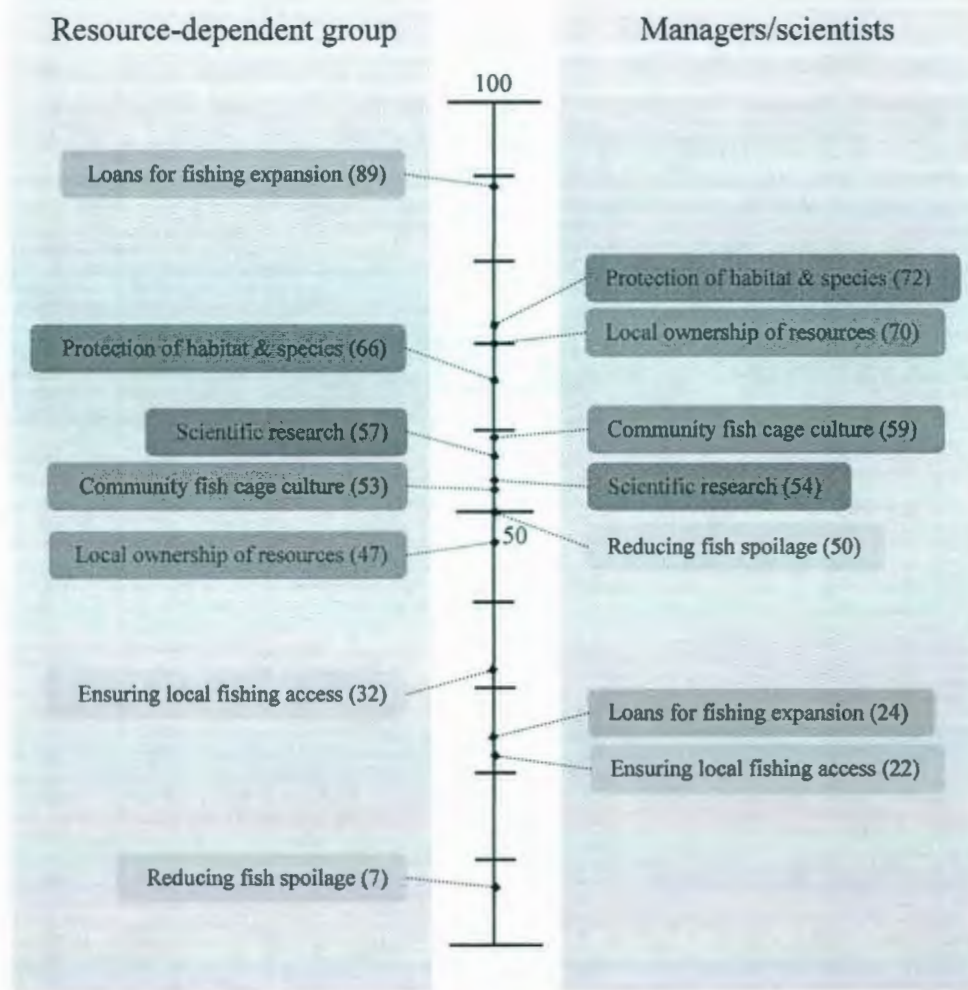 Resource-dependent group
Managers/scientists
100
Loans for fishing expansion (89)
Protection of habitat & species (72)
Local ownership of resources (70)
Protection of habitat & species (66)
Scientific research (57)
Community fish cage culture (59)
Community fish cage culture (53)
Scientific research (54)
50
Local ownership of resources (47)
Reducing fish spoilage (50)
Ensuring local fishing access (32)
Loans for fishing expansion (24)
Ensuring local fishing access (22)
Reducing fish spoilage (7)